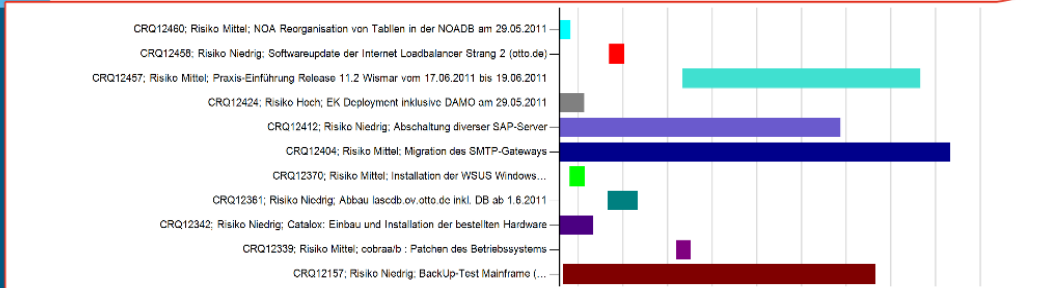 CRQ12460; Risiko Mittel; NOA Reorganisation von Tabllen in der NOADB am 29.05.2011
CRQ12458; Risiko Niedrig; Softwareupdate der Internet Loadbalancer Strang 2 (otto.de)
CRQ12457; Risiko Mittel; Praxis-Einführung Release 11.2 Wismar vom 17.06.2011 bis 19.06.2011
CRQ12424; Risiko Hoch; EK Deployment inklusive DAMO am 29.05.2011
CRQ12412; Risiko Niedrig; Abschaltung diverser SAP-Server
CRQ12404; Risiko Mittel; Migration des SMTP-Gateways
CRQ12370; Risiko Mittel; Installation der WSUS Windows...
CRQ12361; Risiko Niedrig; Abbau lascdb.ov.otto.de inkl. DB ab 1.6.2011
CRQ12342; Risiko Niedrig; Catalox: Einbau und Installation der bestellten Hardware
CRQ12339; Risiko Mittel; cobraa/b : Patchen des Betriebssystems
CRQ12157; Risiko Niedrig; BackUp-Test Mainframe (...